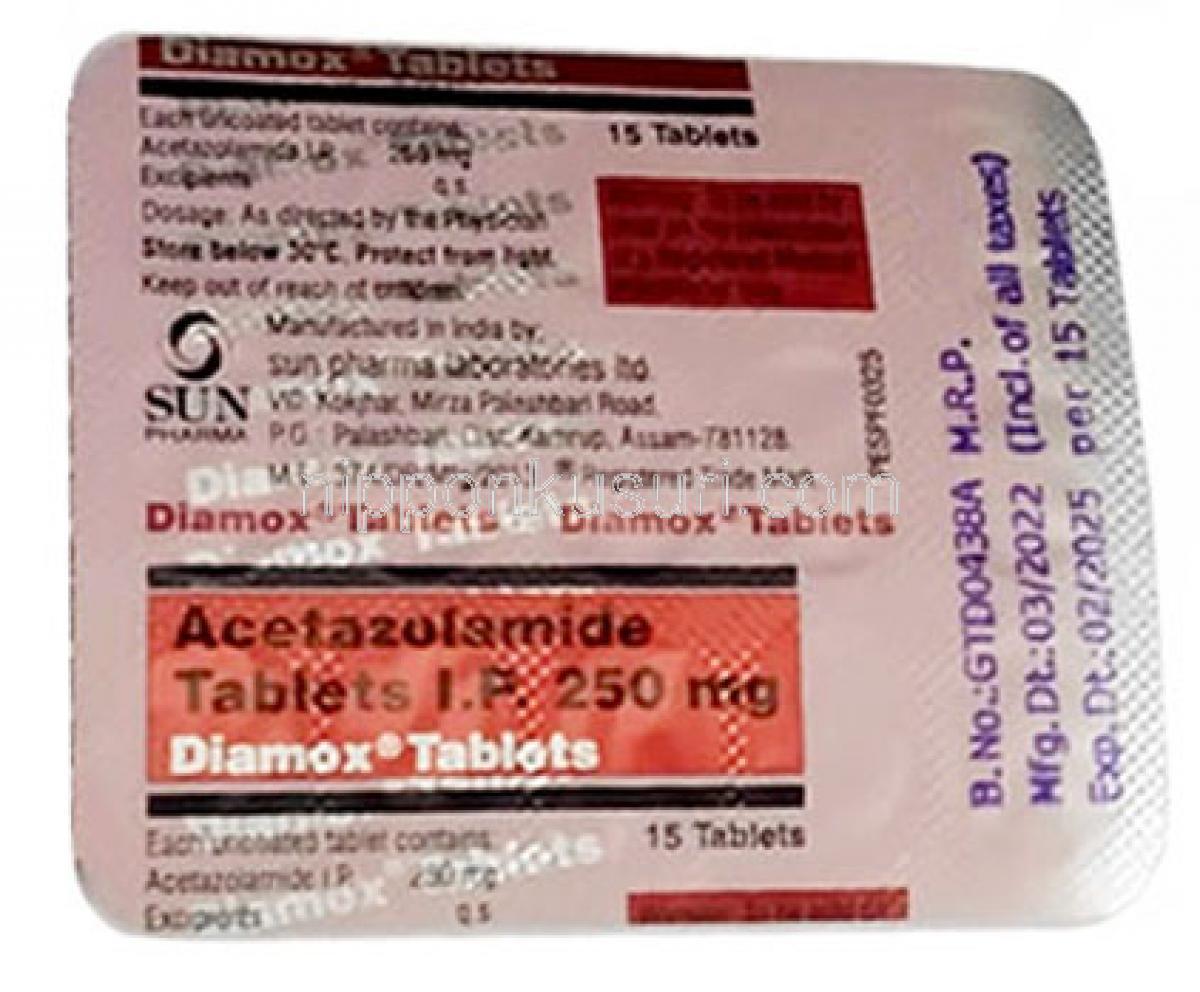 Diamox® Tablets
Each uncoated tablet contains
Acetazolamide I.P. 250 mg
Excipients q.s
15 Tablets
Dosage: As directed by the Physician
Store below 30°C. Protect from light.
Keep out of reach of children
Manufactured in India by:
sun pharma laboratories ltd
SUN
PHARMA
Mirza Palashbari Road,
P.O.: Palashbari, Kamrup, Assam-781128.
® Registered Trade Mark
nipponkusuri.com
Diamox® Tablets Diamox® Tablets
Acetazolamide
Tablets I.P. 250 mg
Diamox® Tablets
Each uncoated tablet contains
Acetazolamide I.P. 250 mg
Excipients q.s
15 Tablets
PESPF0325
B.No.:GTD0438A M.R.P.
Mfg.Dt.:03/2022 (Incl.of all taxes)
Exp.Dt.:02/2025 per 15 Tablets